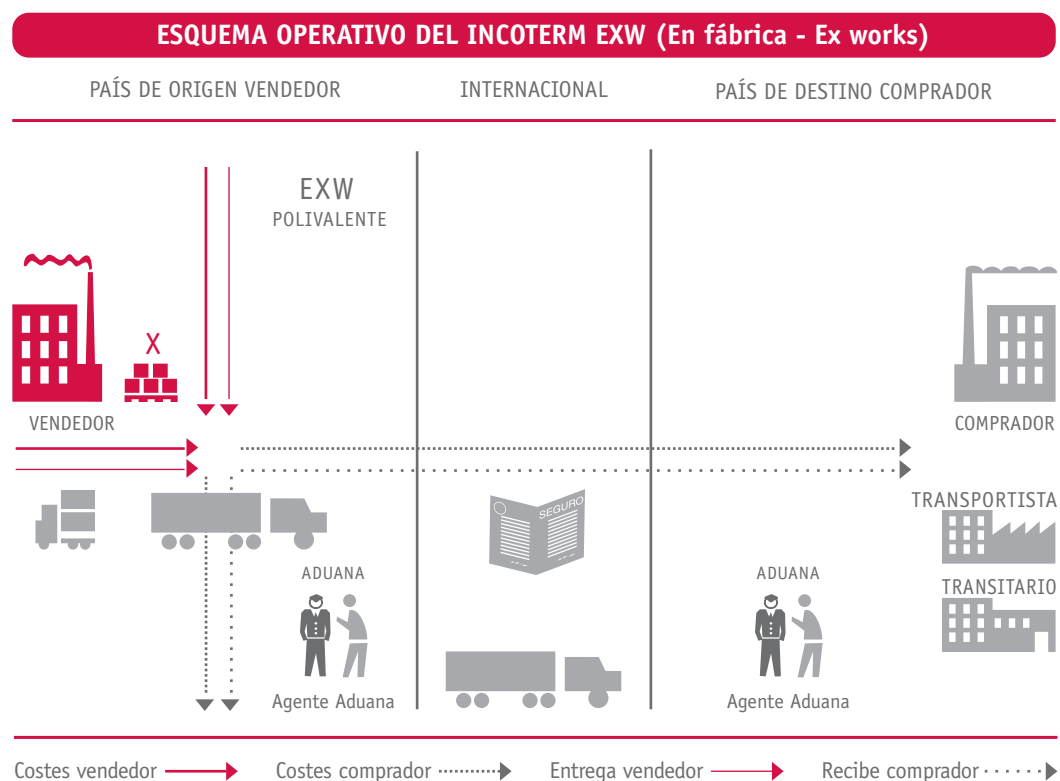 ESQUEMA OPERATIVO DEL INCOTERM EXW (En fábrica - Ex works)
PAÍS DE ORIGEN VENDEDOR
INTERNACIONAL
PAÍS DE DESTINO COMPRADOR
EXW
POLIVALENTE
X
VENDEDOR
COMPRADOR
SEGURO
TRANSPORTISTA
ADUANA
ADUANA
TRANSITARIO
Agente Aduana
Agente Aduana
Costes vendedor
Costes comprador
Entrega vendedor
Recibe comprador